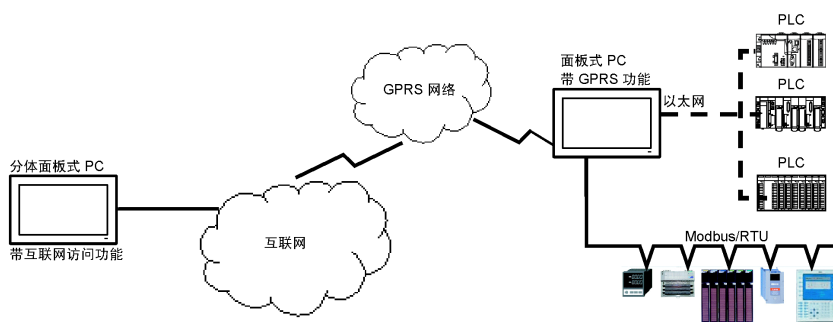 PLC
面板式 PC
带 GPRS 功能
GPRS 网络
以太网
PLC
分体面板式 PC
PLC
互联网
带互联网访问功能
Modbus/RTU